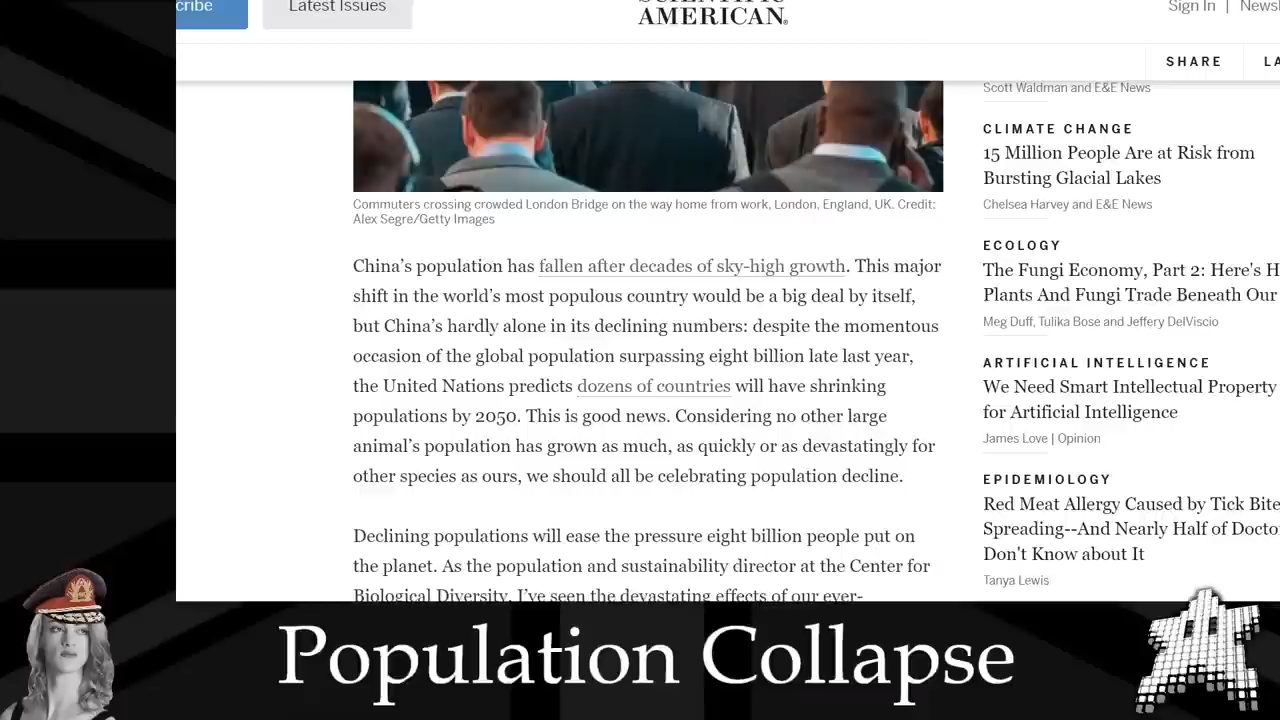 cribe
Latest Issues
SCIENTIFIC
AMERICAN®
Sign In | Newsl
SHARE
LA
Scott Waldman and E&E News
CLIMATE CHANGE
15 Million People Are at Risk from
Bursting Glacial Lakes
Chelsea Harvey and E&E News
Commuters crossing crowded London Bridge on the way home from work, London, England, UK. Credit:
Alex Segre/Getty Images
China’s population has fallen after decades of sky-high growth. This major
shift in the world’s most populous country would be a big deal by itself,
but China’s hardly alone in its declining numbers: despite the momentous
occasion of the global population surpassing eight billion late last year,
the United Nations predicts dozens of countries will have shrinking
populations by 2050. This is good news. Considering no other large
animal’s population has grown as much, as quickly or as devastatingly for
other species as ours, we should all be celebrating population decline.
Declining populations will ease the pressure eight billion people put on
the planet. As the population and sustainability director at the Center for
Biological Diversity, I’ve seen the devastating effects of our ever-
ECOLOGY
The Fungi Economy, Part 2: Here's H
Plants And Fungi Trade Beneath Our
Meg Duff, Tulika Bose and Jeffery DelViscio
ARTIFICIAL INTELLIGENCE
We Need Smart Intellectual Property
for Artificial Intelligence
James Love | Opinion
EPIDEMIOLOGY
Red Meat Allergy Caused by Tick Bite
Spreading--And Nearly Half of Docto
Don't Know about It
Tanya Lewis
Population Collapse